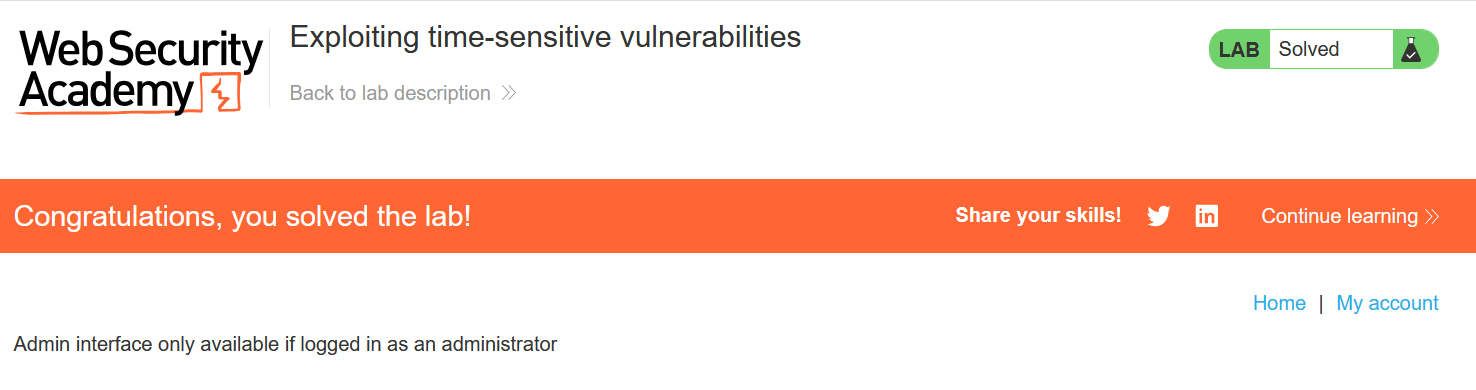 Web Security
Academy
Exploiting time-sensitive vulnerabilities
Back to lab description
LAB Solved
Congratulations, you solved the lab!
Share your skills!
Continue learning
Home | My account
Admin interface only available if logged in as an administrator